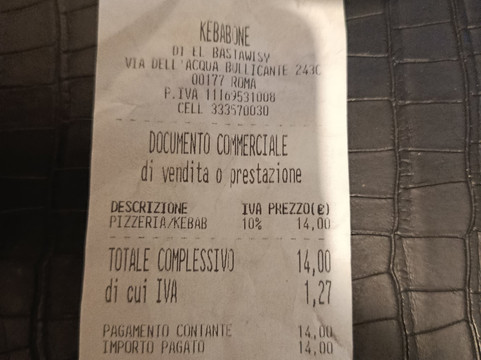 KEBABONE
DI EL BASTAWISY
VIA DELL'ACQUA BULLICANTE 243C
00177 ROMA
P.IVA 11169531008
CELL 333570030
DOCUMENTO COMMERCIALE
di vendita o prestazione
DESCRIZIONE IVA PREZZO(€)
PIZZERIA/KEBAB 10% 14,00
TOTALE COMPLESSIVO 14,00
di cui IVA 1,27
PAGAMENTO CONTANTE 14,00
IMPORTO PAGATO 14,00